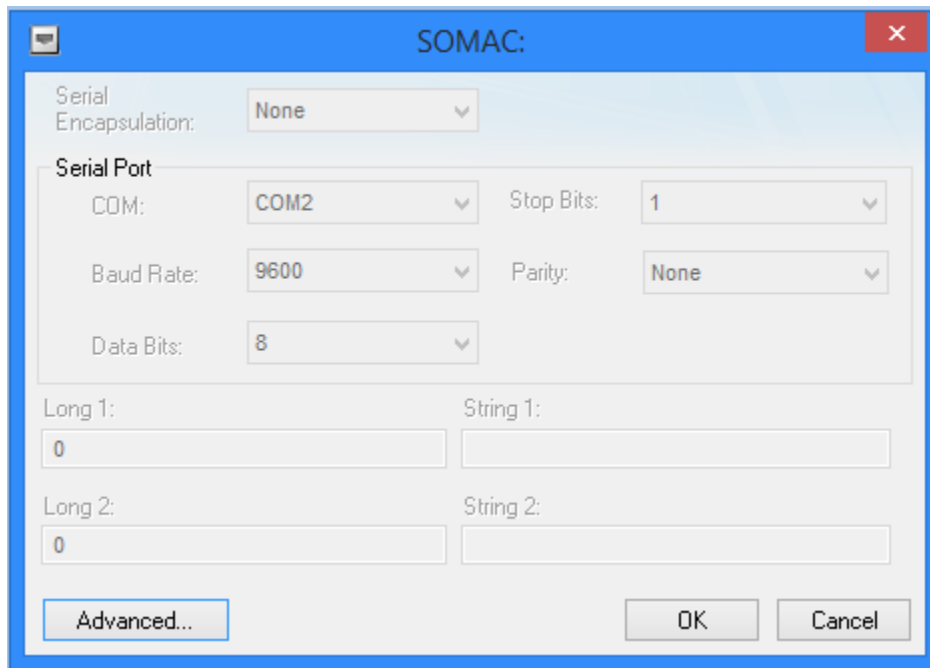 SOMAC:
Serial
Encapsulation: None
Serial Port
COM: COM2 Stop Bits: 1
Baud Rate: 9600 Parity: None
Data Bits: 8
Long 1: String 1:
0
Long 2: String 2:
0
Advanced... OK Cancel